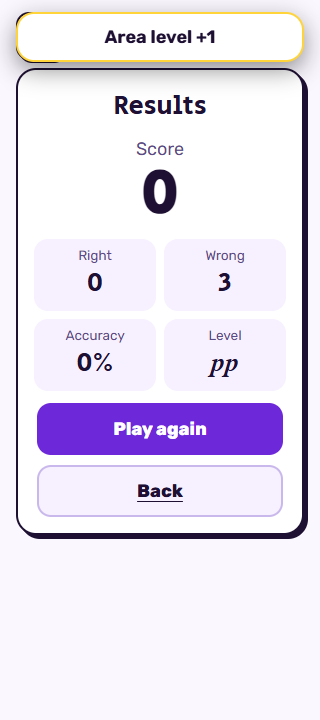 Area level +1
Results
Score
0
Right
0
Wrong
3
Accuracy
0%
Level
pp
Play again
Back